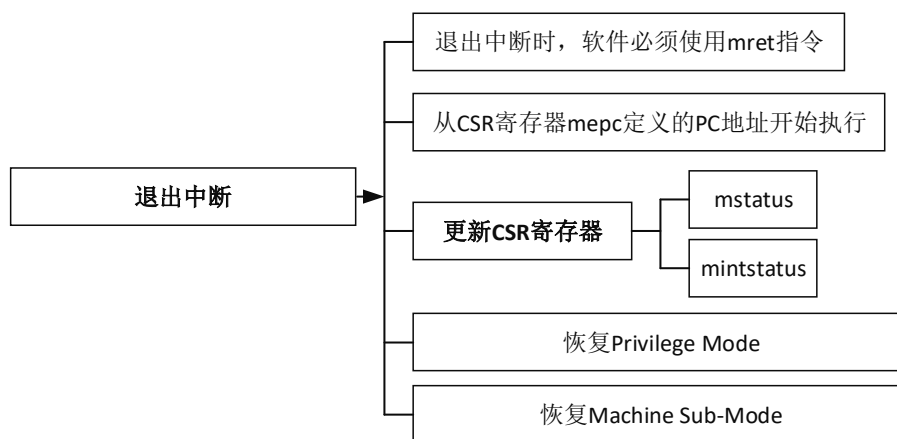 退出中断时，软件必须使用mret指令
从CSR寄存器mepc定义的PC地址开始执行
退出中断
更新CSR寄存器
mstatus
mintstatus
恢复Privilege Mode
恢复Machine Sub-Mode